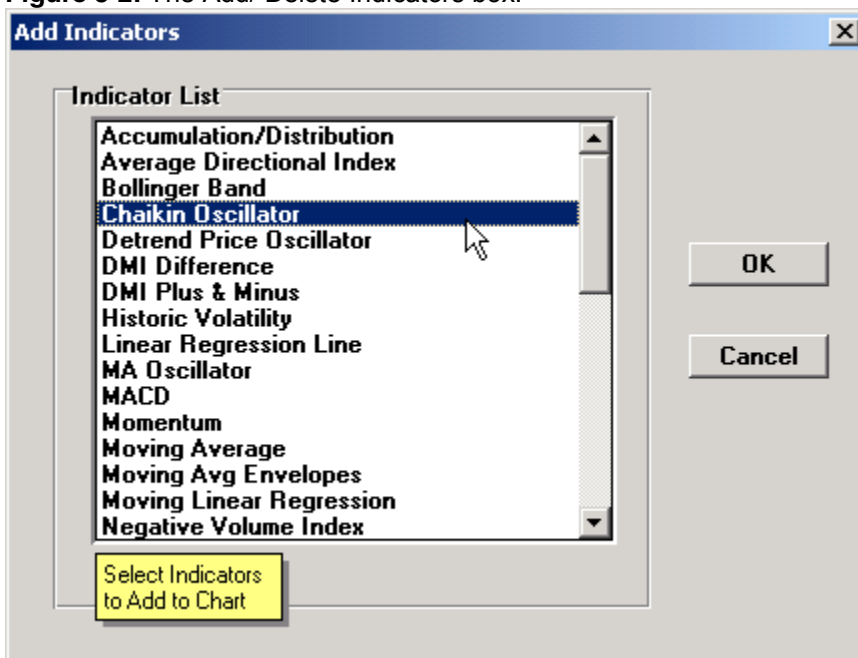 Figure 3-2: The Add/ Delete Indicators box.
Add Indicators
Indicator List
Accumulation/Distribution
Average Directional Index
Bollinger Band
Chaikin Oscillator
Detrend Price Oscillator
DMI Difference
DMI Plus & Minus
Historic Volatility
Linear Regression Line
MA Oscillator
MACD
Momentum
Moving Average
Moving Avg Envelopes
Moving Linear Regression
Negative Volume Index
OK
Cancel
Select Indicators
to Add to Chart